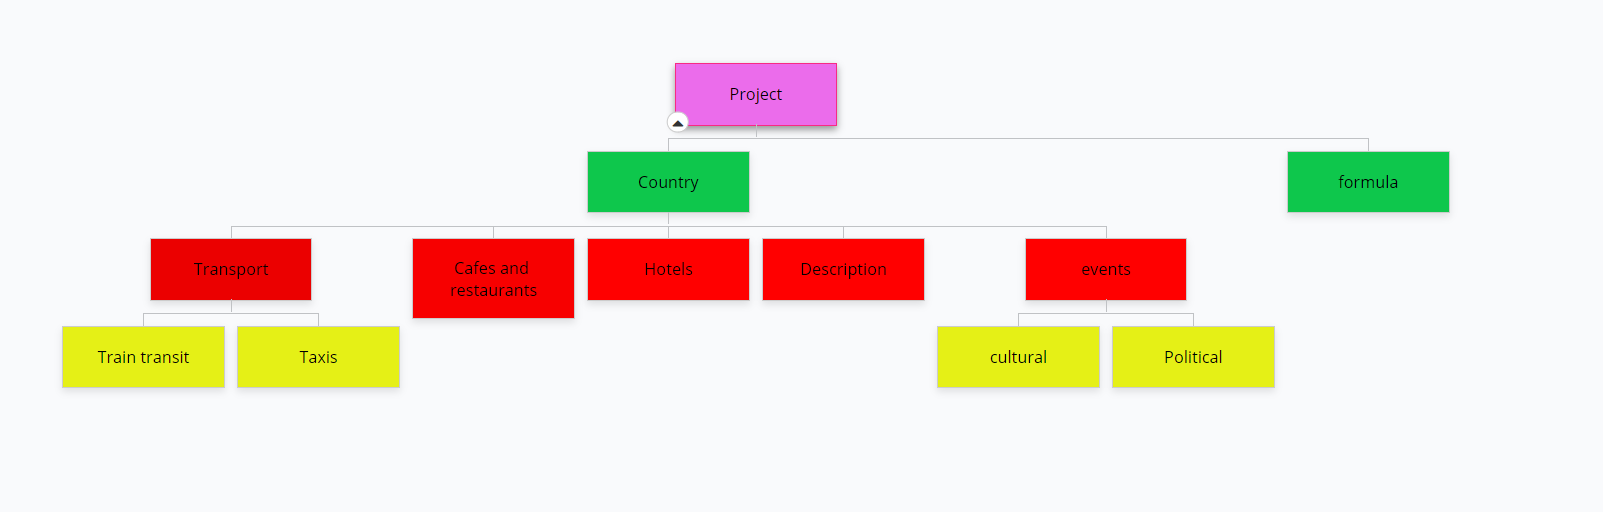 Project
Country
formula
Transport
Cafes and
restaurants
Hotels
Description
events
Train transit
Taxis
cultural
Political